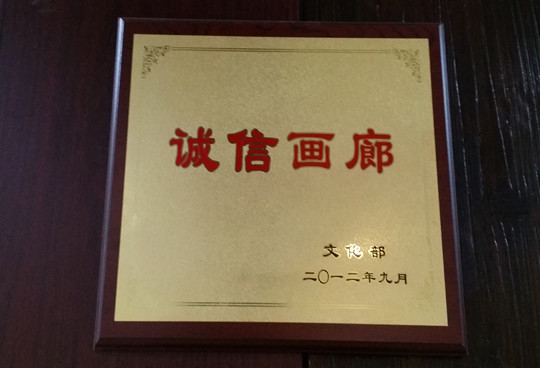 诚信画廊
文化部
二〇一二年九月